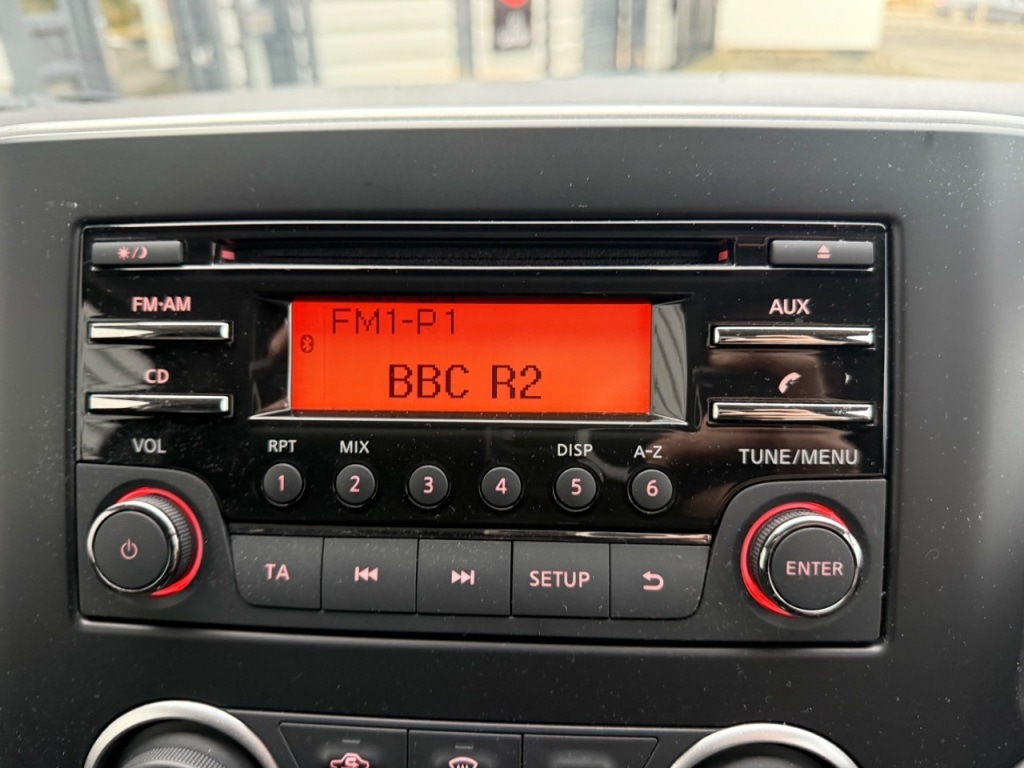 FM-AM
AUX
FM1-P1
BBC R2
CD
VOL
RPT
MIX
DISP
A-Z
TUNE/MENU
1
2
3
4
5
6
TA
SETUP
ENTER